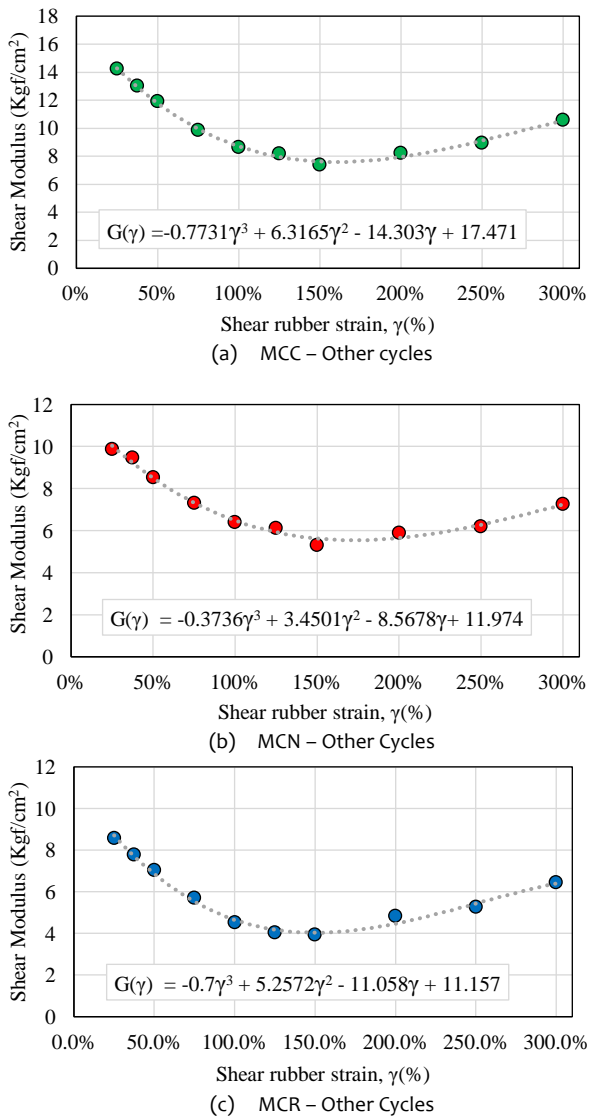 18
16
14
12
10
8
6
4
2
0
Shear Modulus (Kgf/cm²)
G(γ) =-0.7731γ³ + 6.3165γ² - 14.303γ + 17.471
0% 50% 100% 150% 200% 250% 300%
Shear rubber strain, γ(%)
(a) MCC – Other cycles
12
10
8
6
4
2
0
Shear Modulus (Kgf/cm²)
G(γ) = -0.3736γ³ + 3.4501γ² - 8.5678γ+ 11.974
0% 50% 100% 150% 200% 250% 300%
Shear rubber strain, γ(%)
(b) MCN – Other Cycles
12
10
8
6
4
2
0
Shear Modulus (Kgf/cm²)
G(γ) = -0.7γ³ + 5.2572γ² - 11.058γ + 11.157
0.0% 50.0% 100.0% 150.0% 200.0% 250.0% 300.0%
Shear rubber strain, γ(%)
(c) MCR – Other Cycles